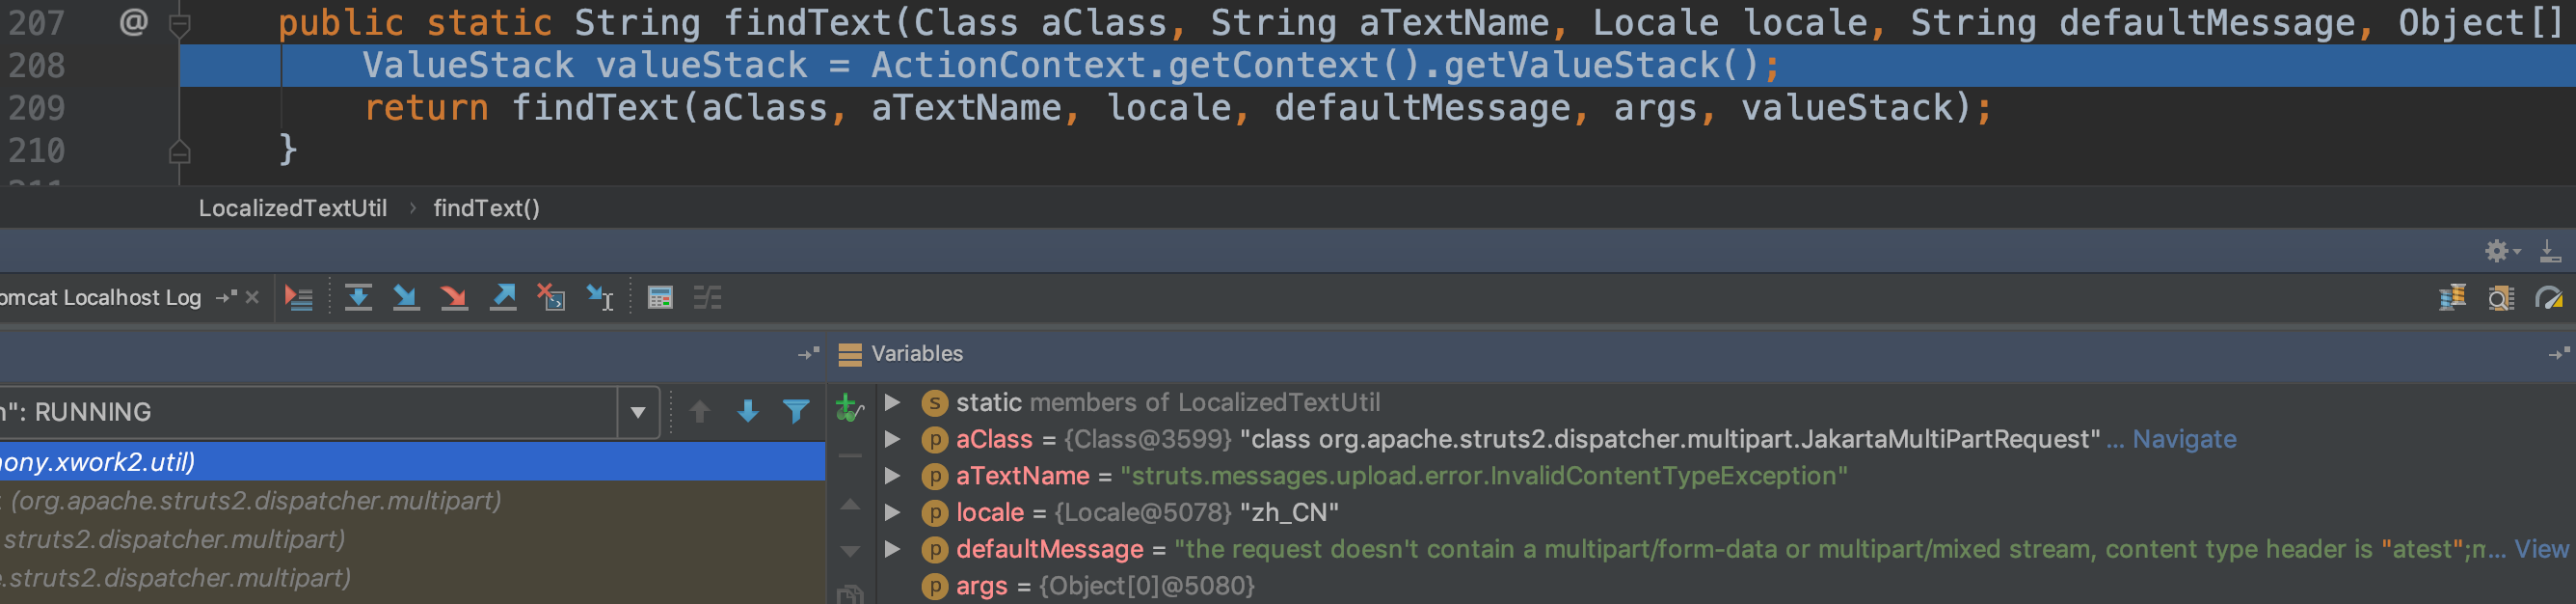 207 @ public static String findText(Class aClass, String aTextName, Locale locale, String defaultMessage, Object[]
208 ValueStack valueStack = ActionContext.getContext().getValueStack();
209 return findText(aClass, aTextName, locale, defaultMessage, args, valueStack);
210 }
LocalizedTextUtil › findText()
omcat Localhost Log
Variables
n": RUNNING
static members of LocalizedTextUtil
aClass = {Class@3599} "class org.apache.struts2.dispatcher.multipart.JakartaMultiPartRequest" ... Navigate
ony.xwork2.util)
aTextName = "struts.messages.upload.error.InvalidContentTypeException"
(org.apache.struts2.dispatcher.multipart)
locale = {Locale@5078} "zh_CN"
struts2.dispatcher.multipart)
defaultMessage = "the request doesn't contain a multipart/form-data or multipart/mixed stream, content type header is "atest";... View
.struts2.dispatcher.multipart)
args = {Object[0]@5080}